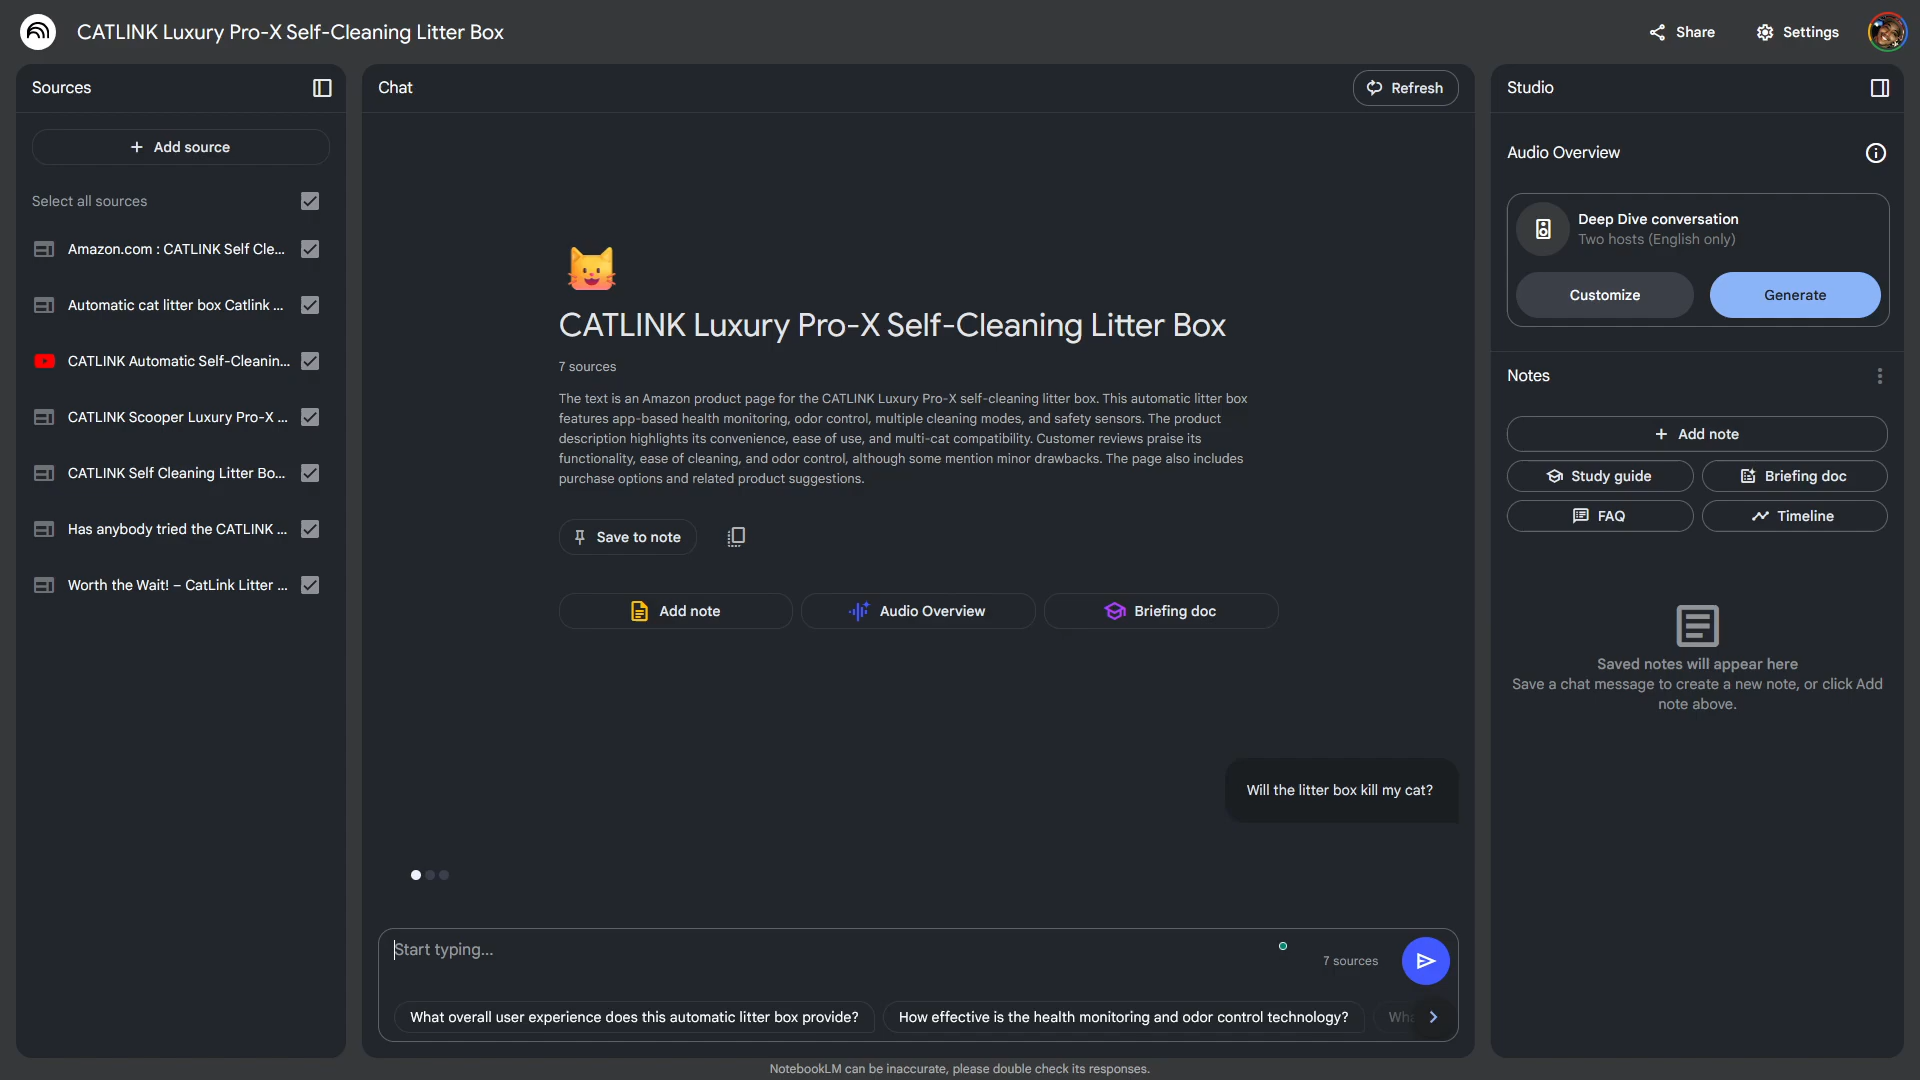 CATLINK Luxury Pro-X Self-Cleaning Litter Box
Share
Settings
Sources
Add source
Select all sources
Amazon.com : CATLINK Self Cle...
Automatic cat litter box Catlink ...
CATLINK Automatic Self-Cleanin...
CATLINK Scooper Luxury Pro-X ...
CATLINK Self Cleaning Litter Bo...
Has anybody tried the CATLINK ...
Worth the Wait! – CatLink Litter ...
Chat
Refresh
CATLINK Luxury Pro-X Self-Cleaning Litter Box
7 sources
The text is an Amazon product page for the CATLINK Luxury Pro-X self-cleaning litter box. This automatic litter box
features app-based health monitoring, odor control, multiple cleaning modes, and safety sensors. The product
description highlights its convenience, ease of use, and multi-cat compatibility. Customer reviews praise its
functionality, ease of cleaning, and odor control, although some mention minor drawbacks. The page also includes
purchase options and related product suggestions.
Save to note
Add note
Audio Overview
Briefing doc
Will the litter box kill my cat?
Start typing...
7 sources
What overall user experience does this automatic litter box provide?
How effective is the health monitoring and odor control technology?
NotebookLM can be inaccurate, please double check its responses.
Studio
Audio Overview
Deep Dive conversation
Two hosts (English only)
Customize
Generate
Notes
Add note
Study guide
Briefing doc
FAQ
Timeline
Saved notes will appear here
Save a chat message to create a new note, or click Add
note above.